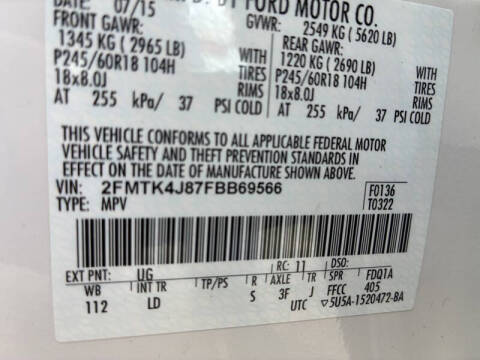 DATE: 07/15
BY FORD MOTOR CO.
FRONT GAWR: GVWR: 2549 KG ( 5620 LB)
1345 KG ( 2965 LB) WITH
P245/60R18 104H TIRES
18x8.0J RIMS
AT 255 kPa/ 37 PSI COLD
REAR GAWR:
1220 KG ( 2690 LB) WITH
P245/60R18 104H TIRES
18x8.0J RIMS
AT 255 kPa/ 37 PSI COLD
THIS VEHICLE CONFORMS TO ALL APPLICABLE FEDERAL MOTOR
VEHICLE SAFETY AND THEFT PREVENTION STANDARDS IN
EFFECT ON THE DATE OF MANUFACTURE SHOWN ABOVE.
VIN: 2FMTK4J87FBB69566
TYPE: MPV
F0136
T0322
EXT PNT: UG RC: 11 DSO: FDQ1A
WB INT TR TP/PS R AXLE TR SPR 405
112 LD S 3F J FFCC
UTC ▽5U5A-1520472-BA